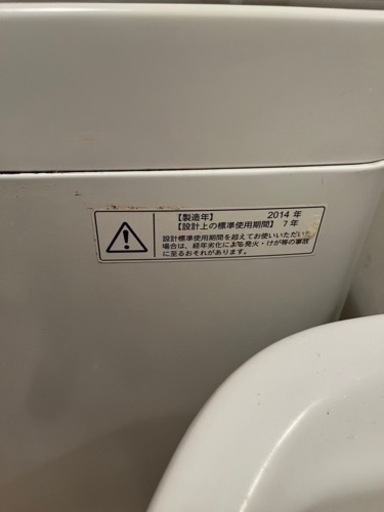 【製造年】 2014 年
【設計上の標準使用期間】 7 年
設計標準使用期間を超えてお使いいただいた
場合は、経年劣化による発火・けが等の事故
に至るおそれがあります。